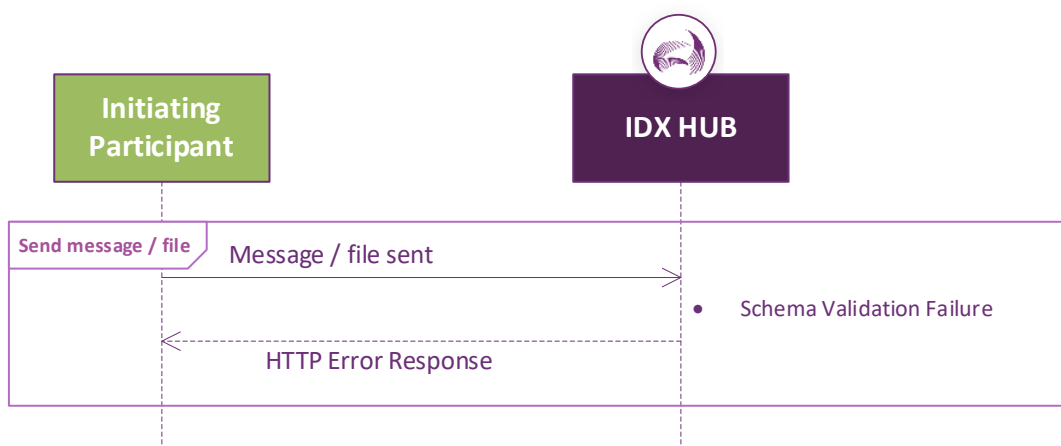 Initiating
Participant
IDX HUB
Send message / file
Message / file sent
• Schema Validation Failure
HTTP Error Response